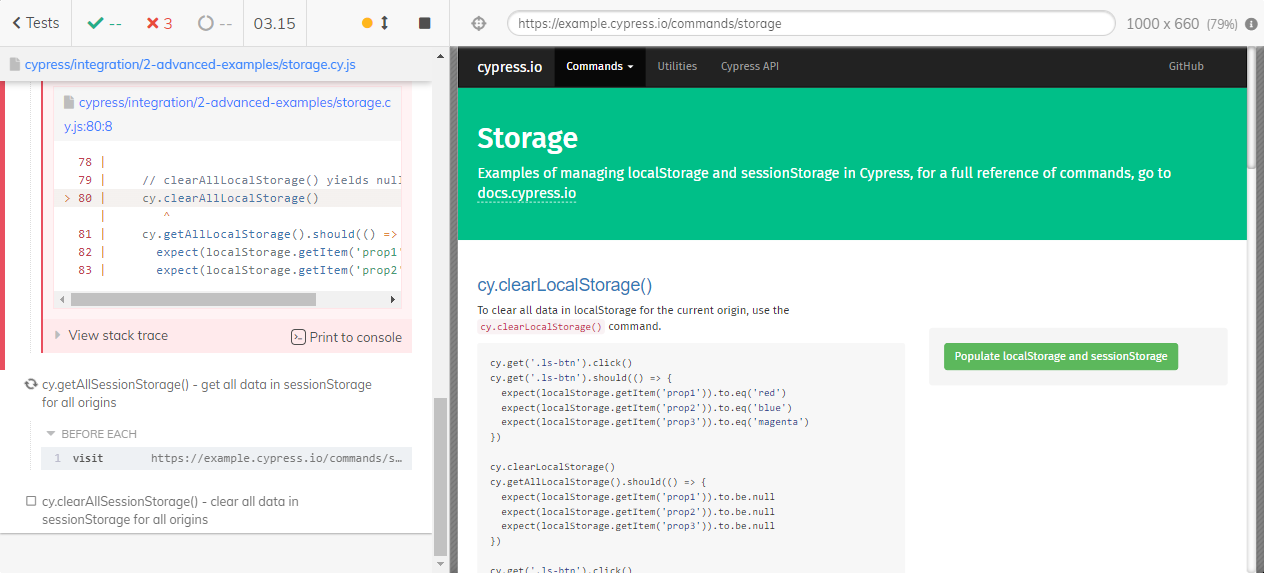 Tests
--
3
--
03.15
https://example.cypress.io/commands/storage
1000 x 660 (79%)
cypress/integration/2-advanced-examples/storage.cy.js
cypress/integration/2-advanced-examples/storage.c
y.js:80:8
78 |
79 | // clearAllLocalStorage() yields null
> 80 | cy.clearAllLocalStorage()
| ^
81 | cy.getAllLocalStorage().should(() =>
82 | expect(localStorage.getItem('prop1'
83 | expect(localStorage.getItem('prop2'
View stack trace
Print to console
cy.getAllSessionStorage() - get all data in sessionStorage
for all origins
BEFORE EACH
1 visit https://example.cypress.io/commands/s...
cy.clearAllSessionStorage() - clear all data in
sessionStorage for all origins
cypress.io
Commands
Utilities
Cypress API
GitHub
Storage
Examples of managing localStorage and sessionStorage in Cypress, for a full reference of commands, go to
docs.cypress.io
cy.clearLocalStorage()
To clear all data in localStorage for the current origin, use the
cy.clearLocalStorage() command.
cy.get('.ls-btn').click()
cy.get('.ls-btn').should(() => {
expect(localStorage.getItem('prop1')).to.eq('red')
expect(localStorage.getItem('prop2')).to.eq('blue')
expect(localStorage.getItem('prop3')).to.eq('magenta')
})
cy.clearLocalStorage()
cy.getAllLocalStorage().should(() => {
expect(localStorage.getItem('prop1')).to.be.null
expect(localStorage.getItem('prop2')).to.be.null
expect(localStorage.getItem('prop3')).to.be.null
})
cy.get('.ls-btn').click()
Populate localStorage and sessionStorage